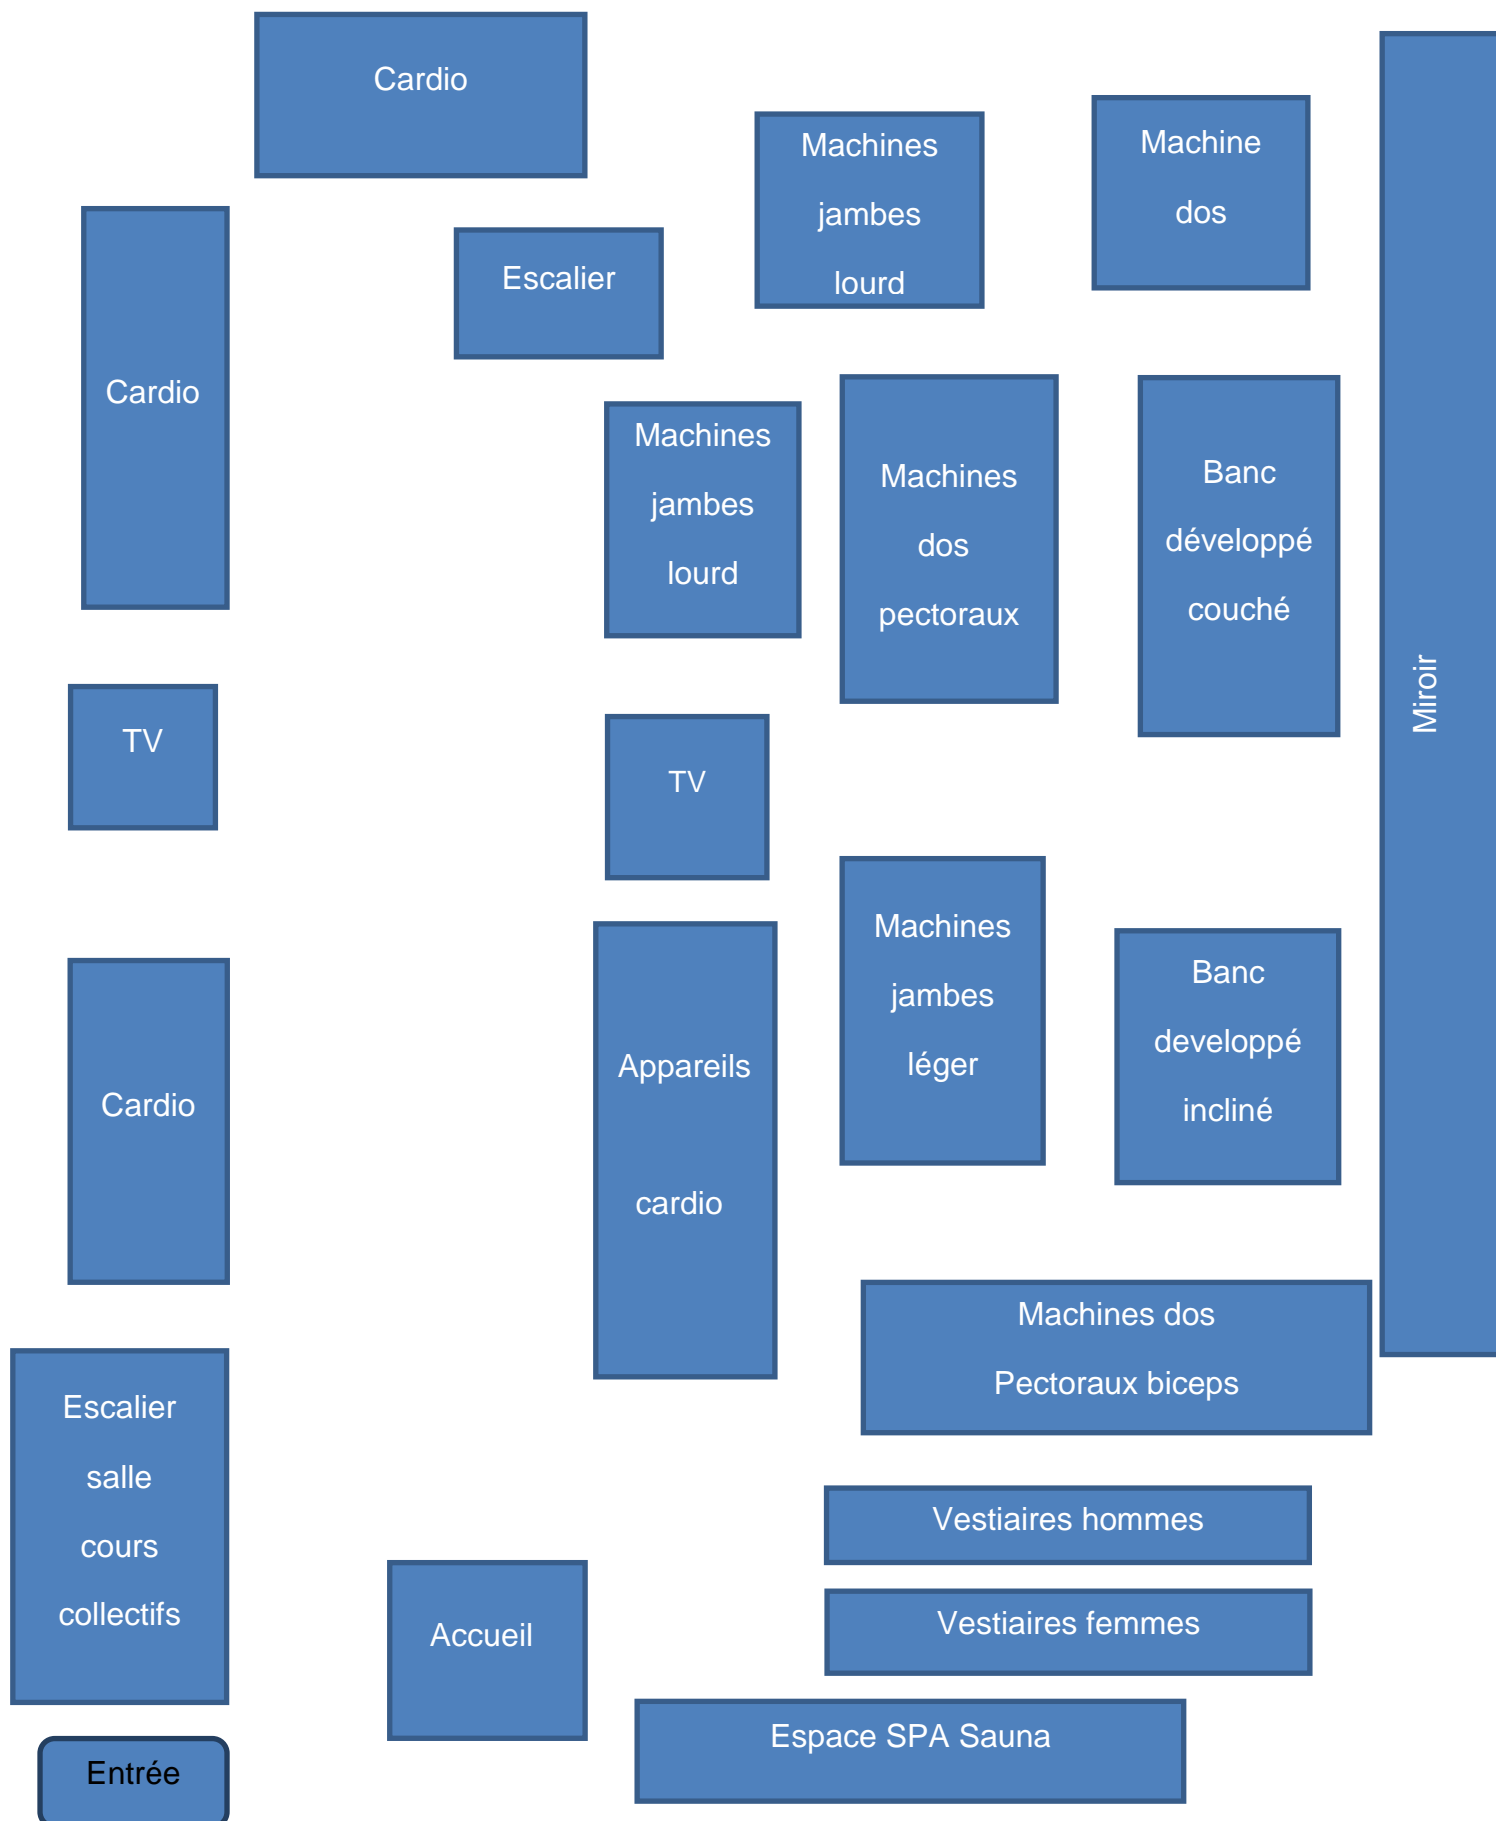 Cardio
Machines
jambes
lourd
Machine
dos
Escalier
Cardio
Machines
jambes
lourd
Machines
dos
pectoraux
Banc
développé
couché
Miroir
TV
TV
Machines
jambes
léger
Banc
developpé
incliné
Appareils
cardio
Cardio
Machines dos
Pectoraux biceps
Escalier
salle
cours
collectifs
Vestiaires hommes
Accueil
Vestiaires femmes
Espace SPA Sauna
Entrée